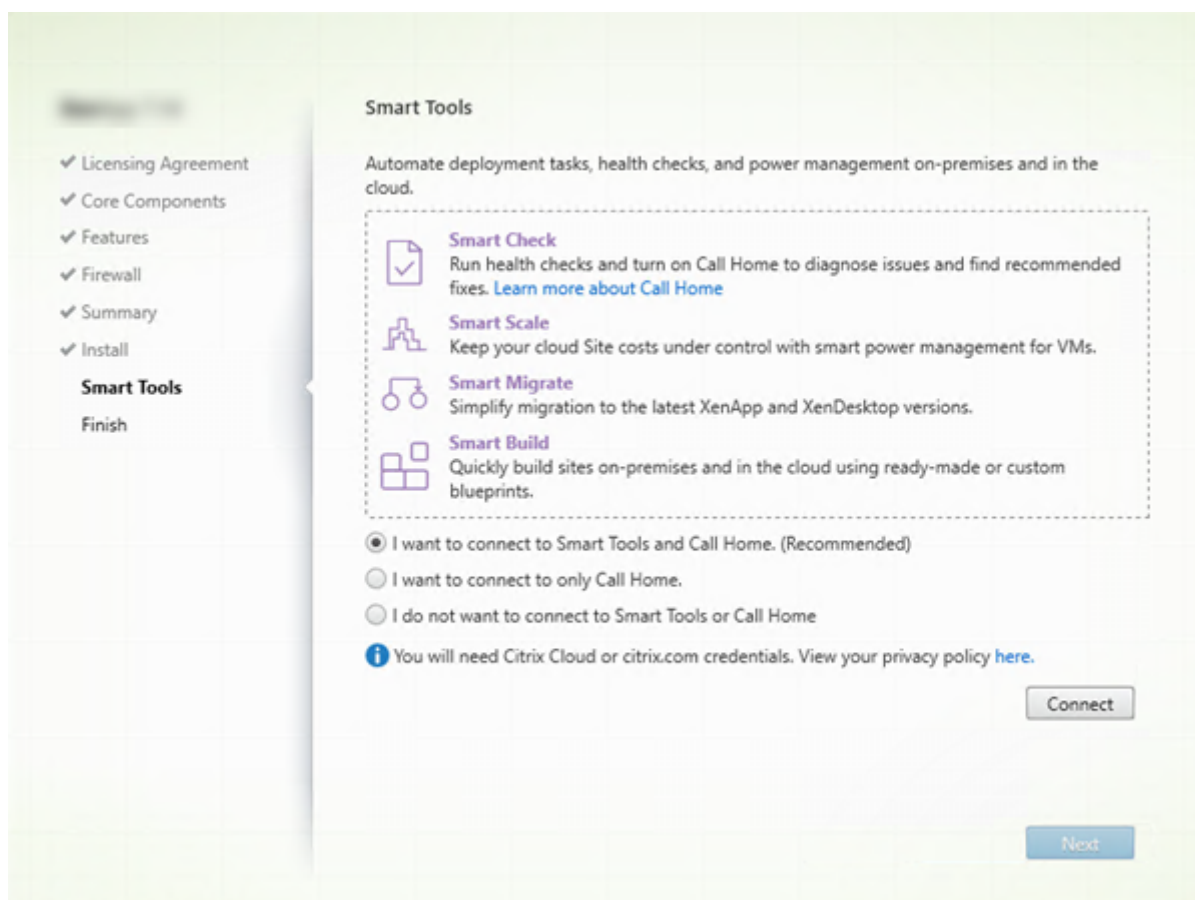 Licensing Agreement
Core Components
Features
Firewall
Summary
Install
Smart Tools
Finish
Smart Tools
Automate deployment tasks, health checks, and power management on-premises and in the
cloud.
Smart Check
Run health checks and turn on Call Home to diagnose issues and find recommended
fixes. Learn more about Call Home
Smart Scale
Keep your cloud Site costs under control with smart power management for VMs.
Smart Migrate
Simplify migration to the latest XenApp and XenDesktop versions.
Smart Build
Quickly build sites on-premises and in the cloud using ready-made or custom
blueprints.
I want to connect to Smart Tools and Call Home. (Recommended)
I want to connect to only Call Home.
I do not want to connect to Smart Tools or Call Home
You will need Citrix Cloud or citrix.com credentials. View your privacy policy here.
Connect
Next